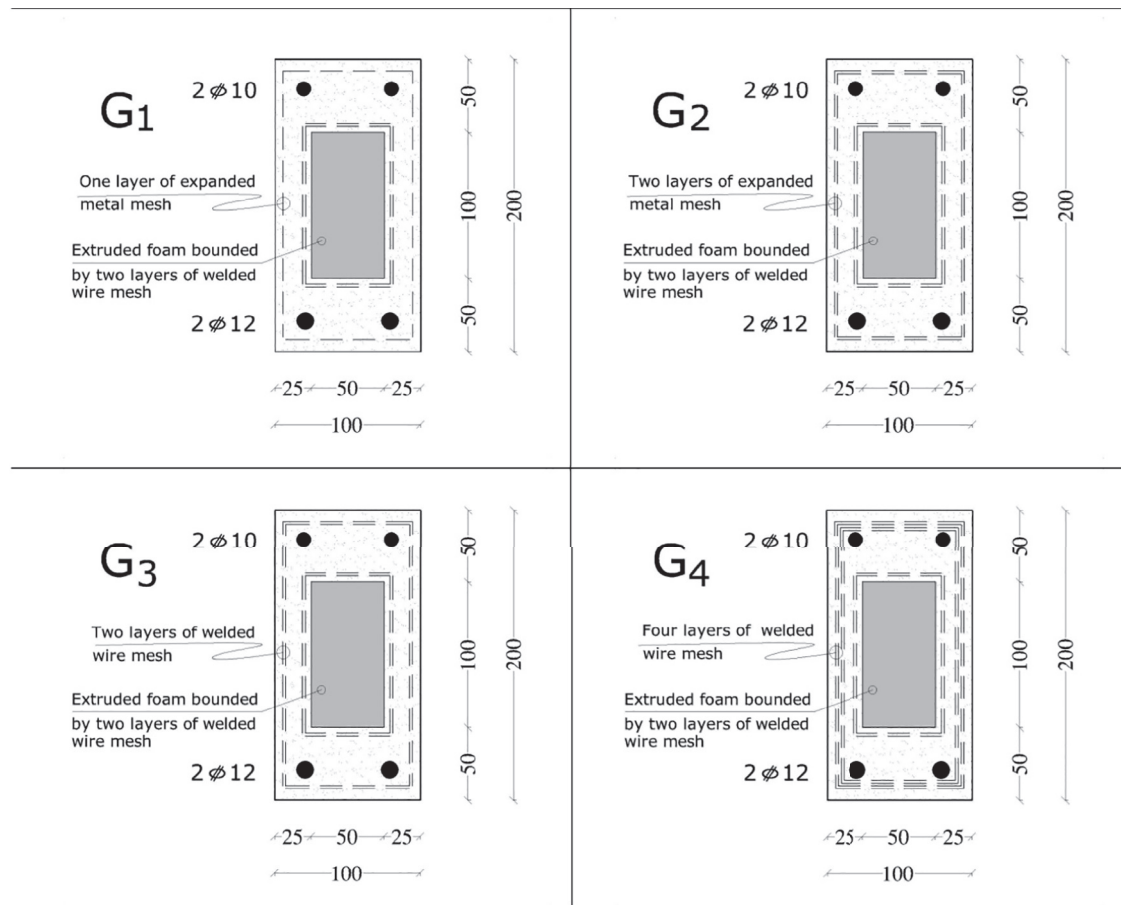 G1
2 ø 10
One layer of expanded
metal mesh
Extruded foam bounded
by two layers of welded
wire mesh
2 ø 12
50
100
50
200
25 50 25
100
G2
2 ø 10
Two layers of expanded
metal mesh
Extruded foam bounded
by two layers of welded
wire mesh
2 ø 12
50
100
50
200
25 50 25
100
G3
2 ø 10
Two layers of welded
wire mesh
Extruded foam bounded
by two layers of welded
wire mesh
2 ø 12
50
100
50
200
25 50 25
100
G4
2 ø 10
Four layers of welded
wire mesh
Extruded foam bounded
by two layers of welded
wire mesh
2 ø 12
50
100
50
200
25 50 25
100